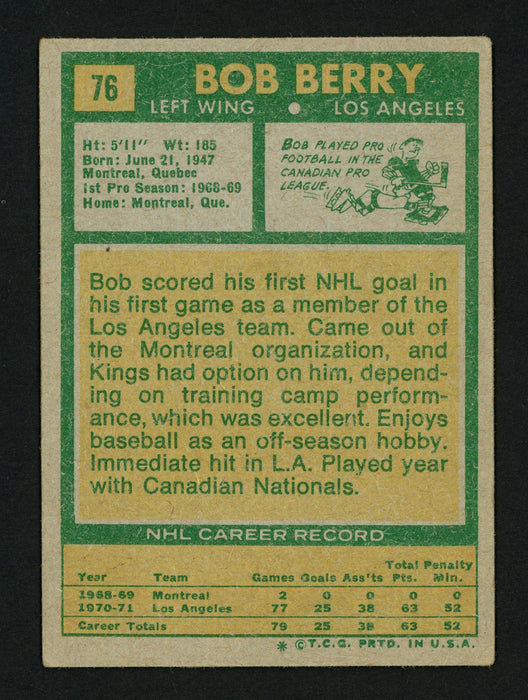 76
BOB BERRY
LEFT WING • LOS ANGELES
Ht: 5'11" Wt: 185
Born: June 21, 1947
Montreal, Quebec
1st Pro Season: 1968-69
Home: Montreal, Que.
BOB PLAYED PRO
FOOTBALL IN THE
CANADIAN PRO
LEAGUE.
Bob scored his first NHL goal in
his first game as a member of the
Los Angeles team. Came out of
the Montreal organization, and
Kings had option on him, depend-
ing on training camp perform-
ance, which was excellent. Enjoys
baseball as an off-season hobby.
Immediate hit in L.A. Played year
with Canadian Nationals.
NHL CAREER RECORD
Total Penalty
Year Team Games Goals Ass'ts Pts. Min.
1968-69 Montreal 2 0 0 0 0
1970-71 Los Angeles 77 25 38 63 52
Career Totals 79 25 38 63 52
* ©T.C.G. PRTD. IN U.S.A.